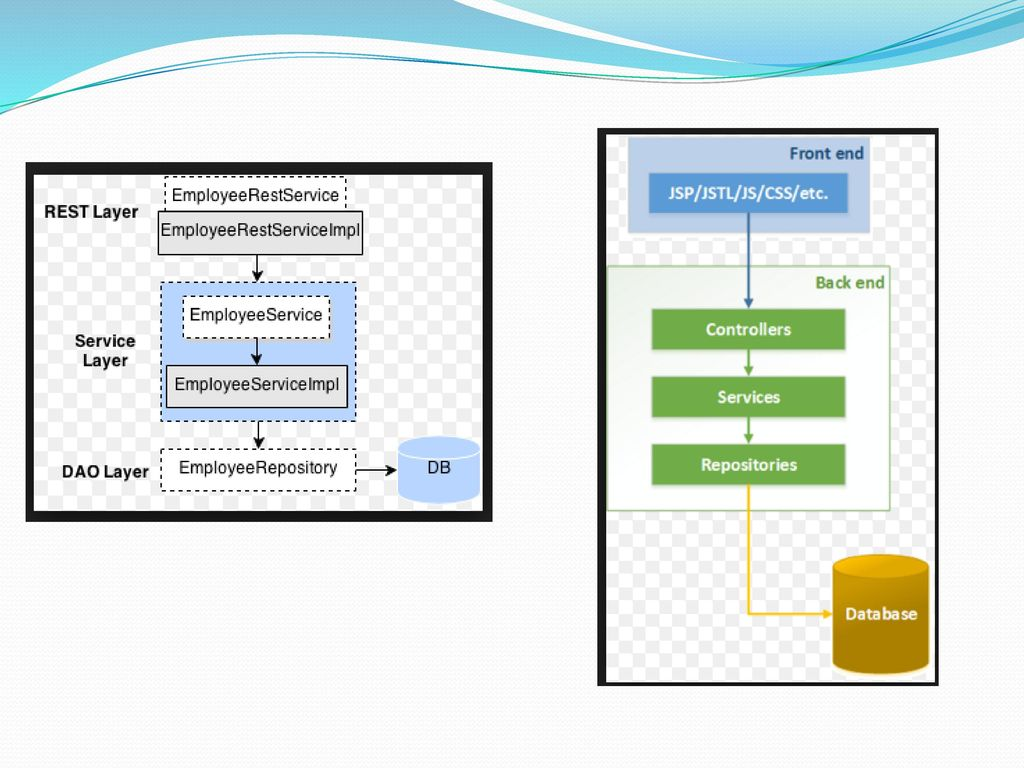 REST Layer
EmployeeRestService
EmployeeRestServiceImpl
Service
Layer
EmployeeService
EmployeeServiceImpl
DAO Layer
EmployeeRepository
DB
Front end
JSP/JSTL/JS/CSS/etc.
Back end
Controllers
Services
Repositories
Database